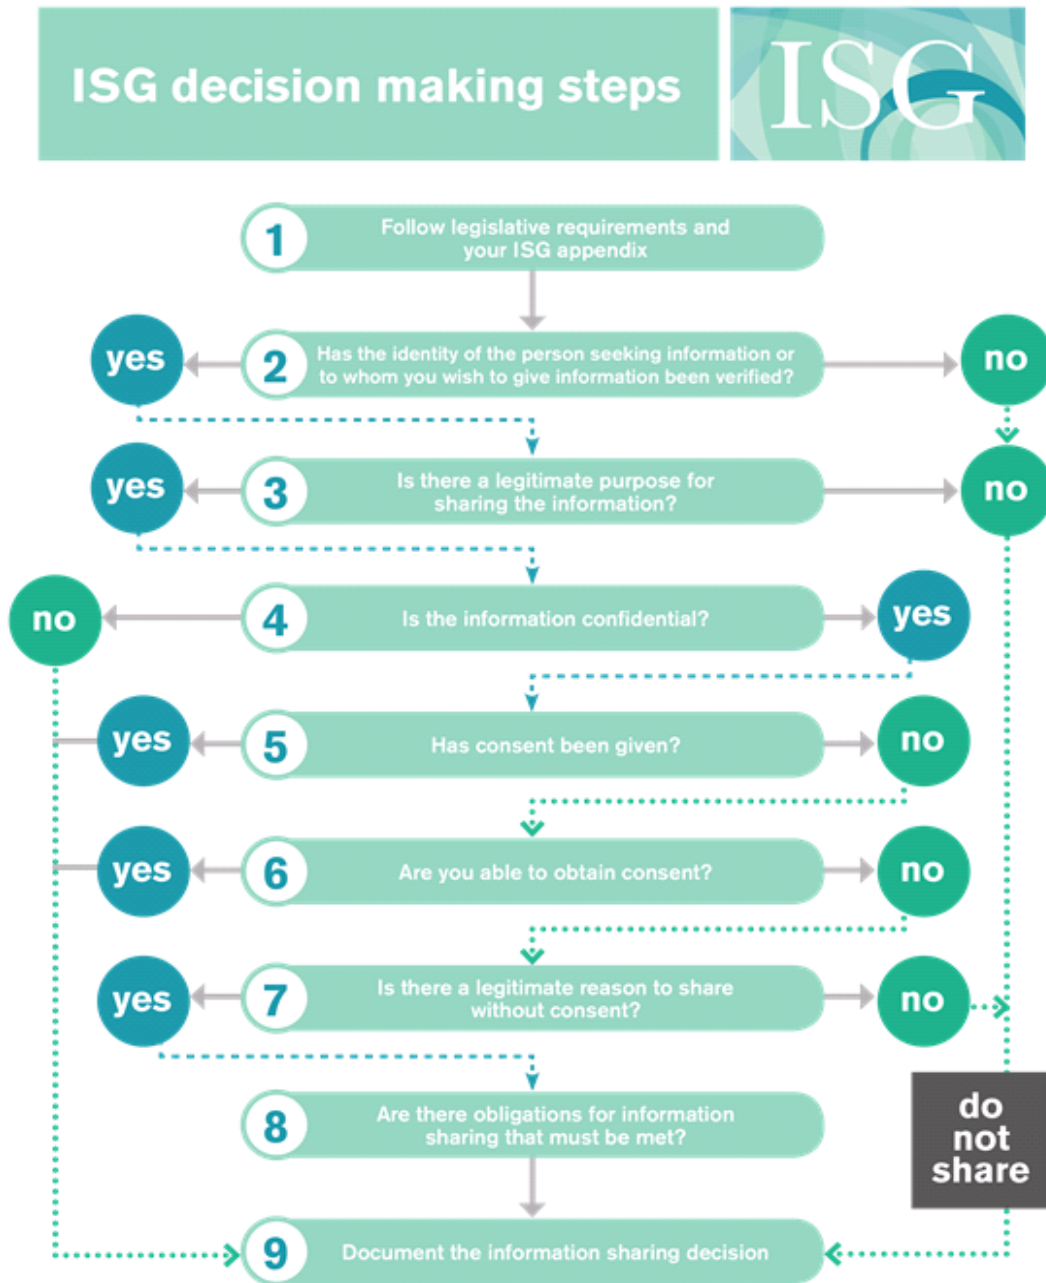 ISG decision making steps
ISG
1
Follow legislative requirements and
your ISG appendix
yes
2
Has the identity of the person seeking information or
to whom you wish to give information been verified?
no
yes
3
Is there a legitimate purpose for
sharing the information?
no
no
4
Is the information confidential?
yes
yes
5
Has consent been given?
no
yes
6
Are you able to obtain consent?
no
yes
7
Is there a legitimate reason to share
without consent?
no
8
Are there obligations for information
sharing that must be met?
do
not
share
9
Document the information sharing decision